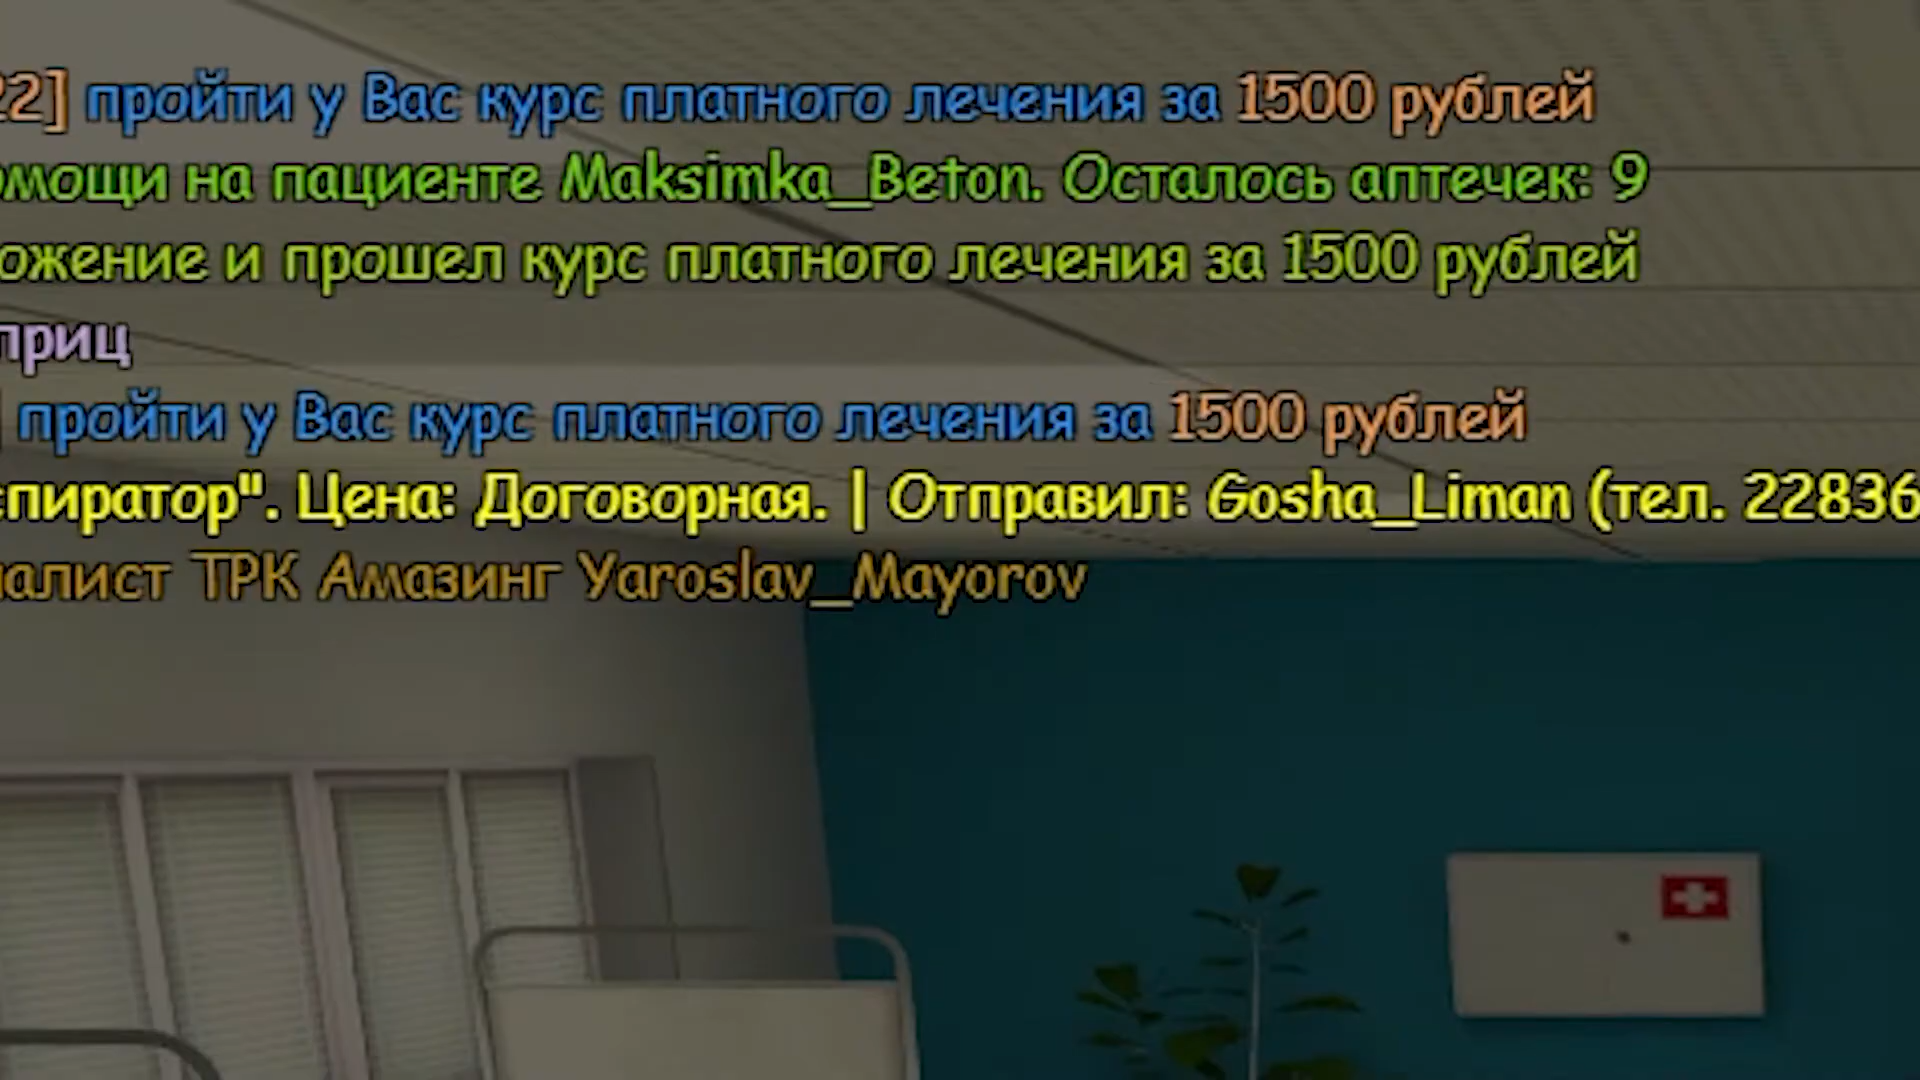 22] пройти у Вас курс платного лечения за 1500 рублей
омощи на пациенте Maksimka_Beton. Осталось аптечек: 9
ожение и прошел курс платного лечения за 1500 рублей
приц
] пройти у Вас курс платного лечения за 1500 рублей
спиратор". Цена: Договорная. | Отправил: Gosha_Liman (тел. 22836
налист ТРК Амазинг Yaroslav_Mayorov